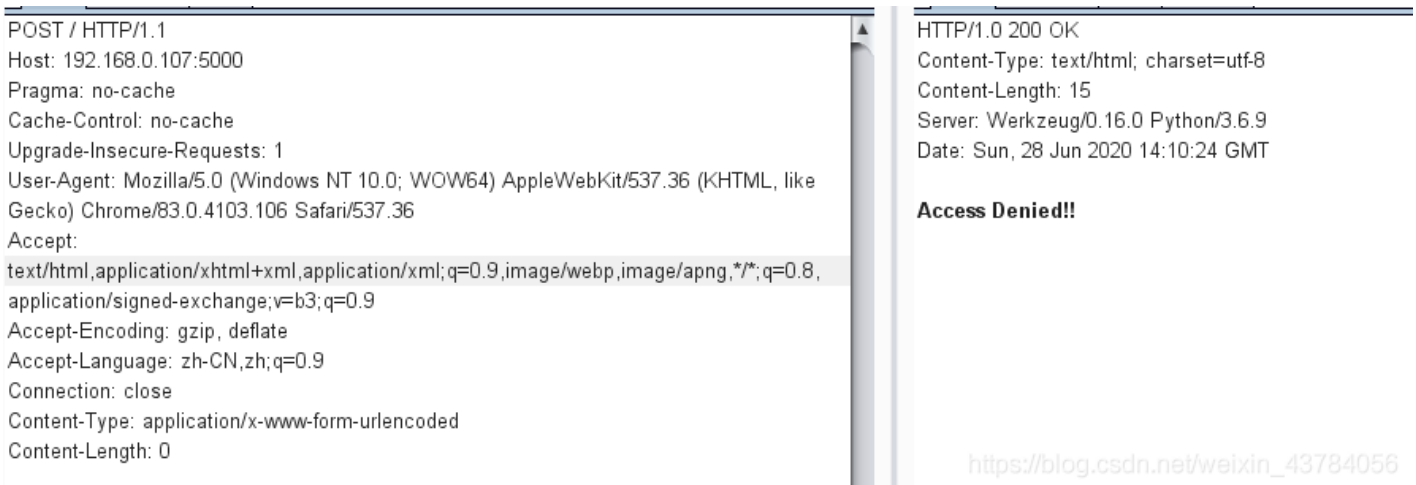 POST / HTTP/1.1
Host: 192.168.0.107:5000
Pragma: no-cache
Cache-Control: no-cache
Upgrade-Insecure-Requests: 1
User-Agent: Mozilla/5.0 (Windows NT 10.0; WOW64) AppleWebKit/537.36 (KHTML, like
Gecko) Chrome/83.0.4103.106 Safari/537.36
Accept:
text/html,application/xhtml+xml,application/xml;q=0.9,image/webp,image/apng,*/*;q=0.8,
application/signed-exchange;v=b3;q=0.9
Accept-Encoding: gzip, deflate
Accept-Language: zh-CN,zh;q=0.9
Connection: close
Content-Type: application/x-www-form-urlencoded
Content-Length: 0
HTTP/1.0 200 OK
Content-Type: text/html; charset=utf-8
Content-Length: 15
Server: Werkzeug/0.16.0 Python/3.6.9
Date: Sun, 28 Jun 2020 14:10:24 GMT
Access Denied!!
https://blog.csdn.net/weixin_43784056